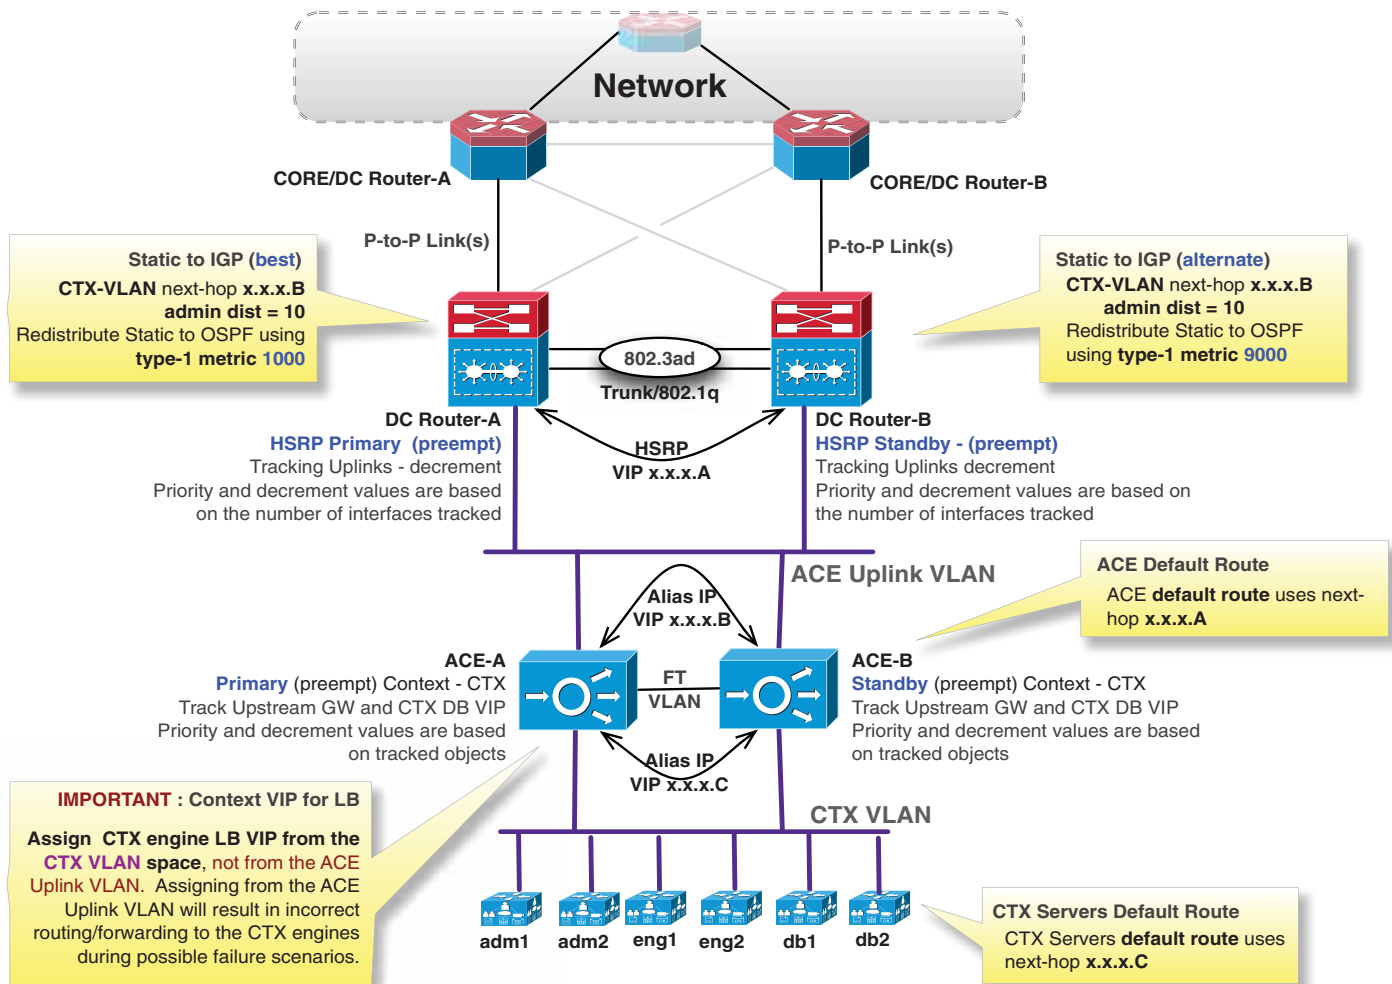 Network
CORE/DC Router-A
CORE/DC Router-B
P-to-P Link(s)
P-to-P Link(s)
Static to IGP (best)
CTX-VLAN next-hop x.x.x.B
admin dist = 10
Redistribute Static to OSPF using
type-1 metric 1000
Static to IGP (alternate)
CTX-VLAN next-hop x.x.x.B
admin dist = 10
Redistribute Static to OSPF
using type-1 metric 9000
802.3ad
Trunk/802.1q
DC Router-A
HSRP Primary (preempt)
Tracking Uplinks - decrement
Priority and decrement values are based
on the number of interfaces tracked
HSRP
VIP x.x.x.A
DC Router-B
HSRP Standby - (preempt)
Tracking Uplinks decrement
Priority and decrement values are based on
the number of interfaces tracked
ACE Uplink VLAN
ACE Default Route
ACE default route uses next-
hop x.x.x.A
Alias IP
VIP x.x.x.B
ACE-A
Primary (preempt) Context - CTX
Track Upstream GW and CTX DB VIP
Priority and decrement values are based
on tracked objects
FT
VLAN
ACE-B
Standby (preempt) Context - CTX
Track Upstream GW and CTX DB VIP
Priority and decrement values are based
on tracked objects
Alias IP
VIP x.x.x.C
IMPORTANT : Context VIP for LB
Assign CTX engine LB VIP from the
CTX VLAN space, not from the ACE
Uplink VLAN. Assigning from the ACE
Uplink VLAN will result in incorrect
routing/forwarding to the CTX engines
during possible failure scenarios.
CTX VLAN
adm1
adm2
eng1
eng2
db1
db2
CTX Servers Default Route
CTX Servers default route uses
next-hop x.x.x.C